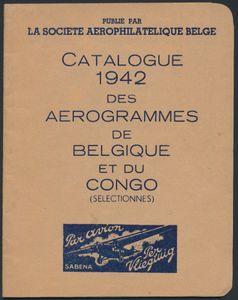 PUBLIÉ PAR
LA SOCIETE AEROPHILATELIQUE BELGE
CATALOGUE
1942
DES
AEROGRAMMES
DE
BELGIQUE
ET DU
CONGO
(SELECTIONNES)
Par avion
Per Vliegtuig
SABENA